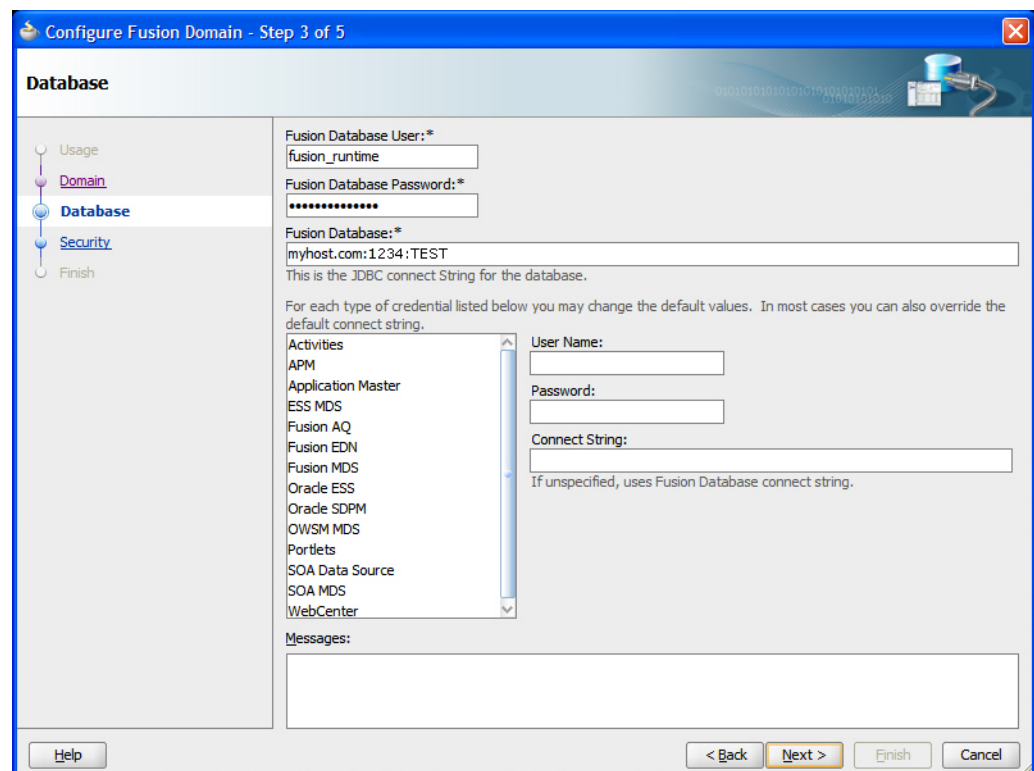 Configure Fusion Domain - Step 3 of 5
Database
Usage
Domain
Database
Security
Finish
Fusion Database User:*
fusion_runtime
Fusion Database Password:*
••••••••••••••
Fusion Database:*
myhost.com:1234:TEST
This is the JDBC connect String for the database.
For each type of credential listed below you may change the default values. In most cases you can also override the
default connect string.
Activities
APM
Application Master
ESS MDS
Fusion AQ
Fusion EDN
Fusion MDS
Oracle ESS
Oracle SDPM
OWSM MDS
Portlets
SOA Data Source
SOA MDS
WebCenter
User Name:
Password:
Connect String:
If unspecified, uses Fusion Database connect string.
Messages:
Help
< Back
Next >
Finish
Cancel